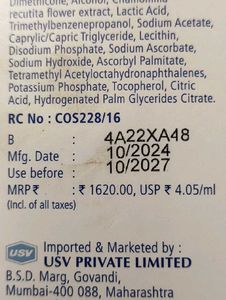 Dimethicone, Alcohol, Chamomilla
recutita flower extract, Lactic Acid,
Trimethylbenzenepropanol, Sodium Acetate,
Caprylic/Capric Triglyceride, Lecithin,
Disodium Phosphate, Sodium Ascorbate,
Sodium Hydroxide, Ascorbyl Palmitate,
Tetramethyl Acetyloctahydronaphthalenes,
Potassium Phosphate, Tocopherol, Citric
Acid, Hydrogenated Palm Glycerides Citrate.
RC No : COS228/16
B 4A22XA48
Mfg. Date : 10/2024
Use before : 10/2027
MRP ₹ : ₹ 1620.00, USP ₹ 4.05/ml
(Incl. of all taxes)
USV
Imported & Marketed by :
USV PRIVATE LIMITED
B.S.D. Marg, Govandi,
Mumbai-400 088, Maharashtra